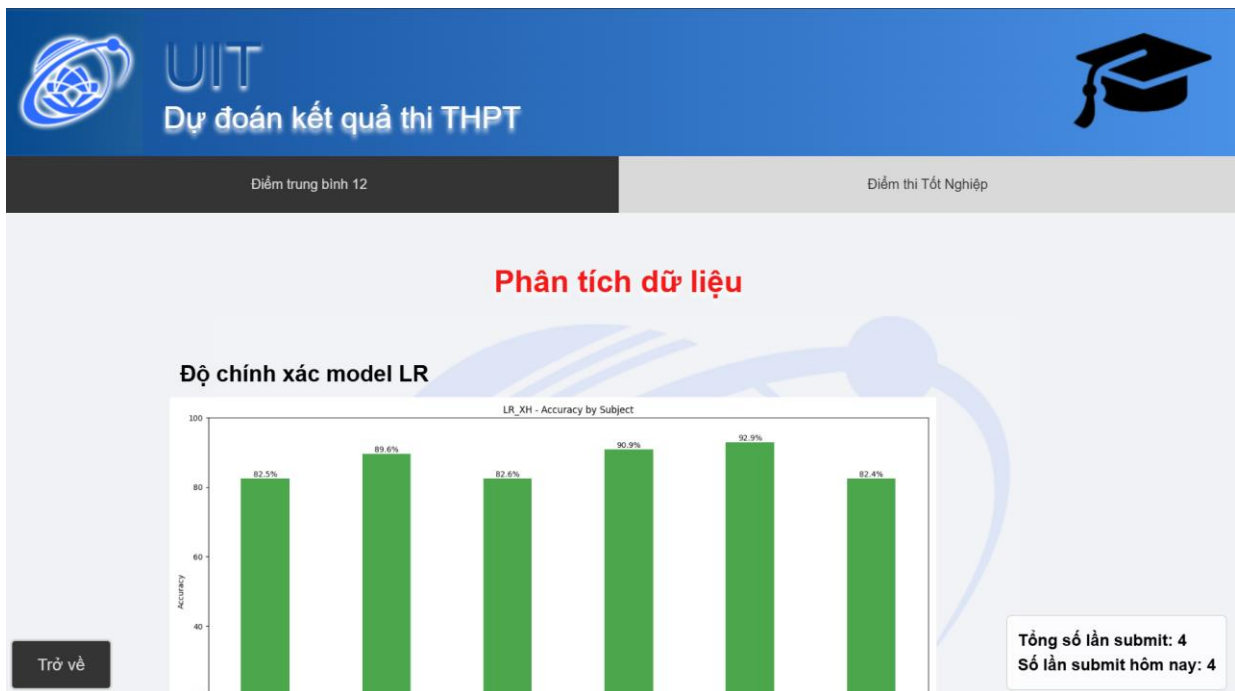 UIT
Dự đoán kết quả thi THPT
Điểm trung bình 12
Điểm thi Tốt Nghiệp
Phân tích dữ liệu
Độ chính xác model LR
LR_XH - Accuracy by Subject
100
82.5%
89.6%
82.6%
90.9%
92.9%
82.4%
80
60
Accuracy
40
Trở về
Tổng số lần submit: 4
Số lần submit hôm nay: 4